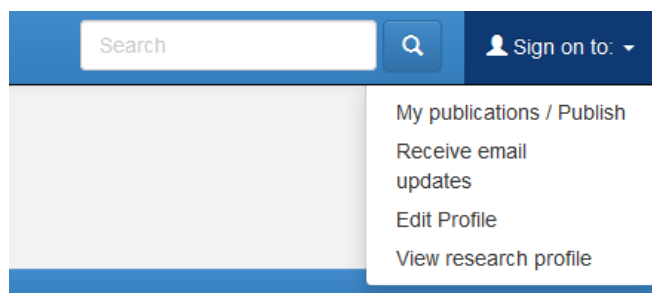 Search
Sign on to:
My publications / Publish
Receive email
updates
Edit Profile
View research profile